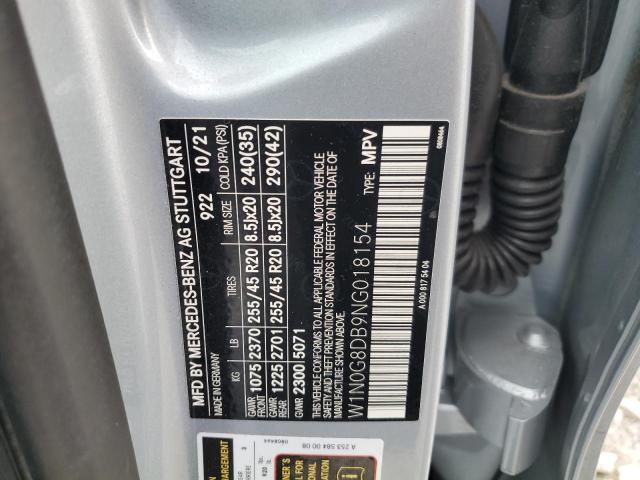 MFD BY MERCEDES-BENZ AG STUTTGART
MADE IN GERMANY 922 10/21
KG LB TIRES RIM SIZE COLD KPA(PSI)
GAWR FRONT 1075 2370 255/45 R20 8.5Jx20 240(35)
GAWR REAR 1225 2701 255/45 R20 8.5Jx20 290(42)
GVWR 2300 5071
THIS VEHICLE CONFORMS TO ALL APPLICABLE FEDERAL MOTOR VEHICLE
SAFETY AND THEFT PREVENTION STANDARDS IN EFFECT ON THE DATE OF
MANUFACTURE SHOWN ABOVE.
TYPE: MPV
W1N0G8DB9NG018154
A 000 817 54 04
0808444
0808444
A 253 584 00 08